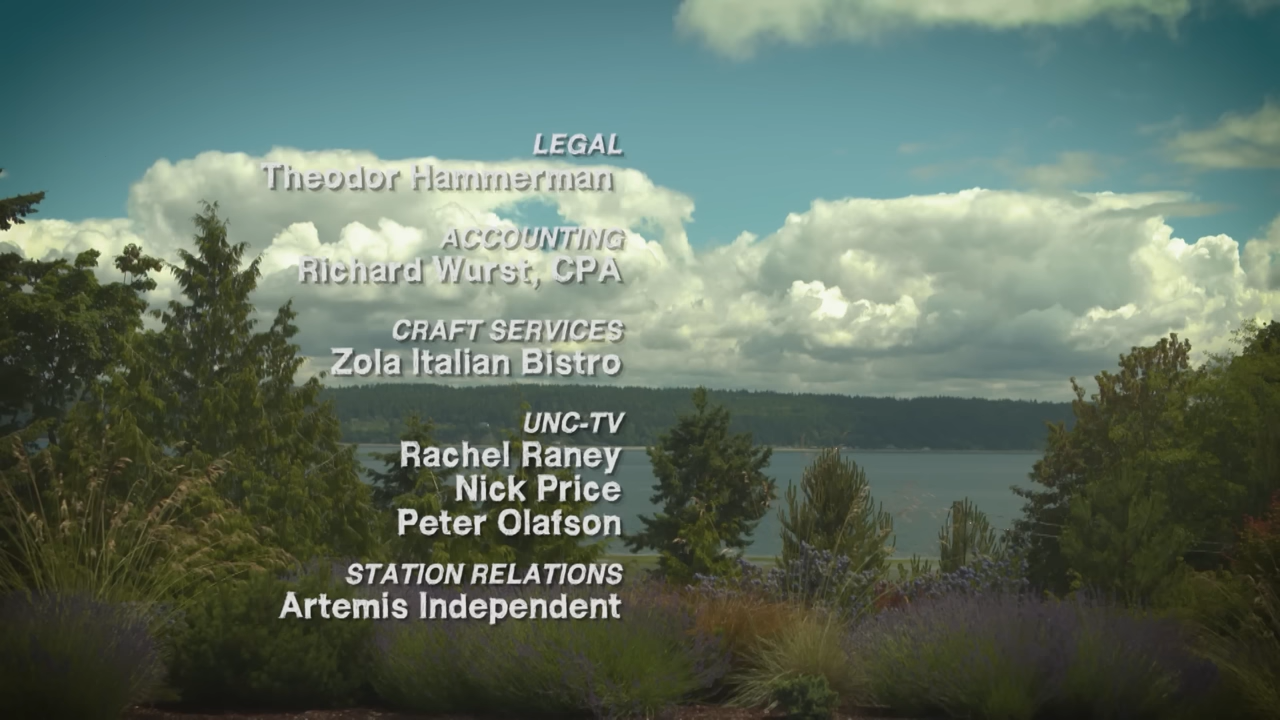 LEGAL
Theodor Hammerman
ACCOUNTING
Richard Wurst, CPA
CRAFT SERVICES
Zola Italian Bistro
UNC-TV
Rachel Raney
Nick Price
Peter Olafson
STATION RELATIONS
Artemis Independent